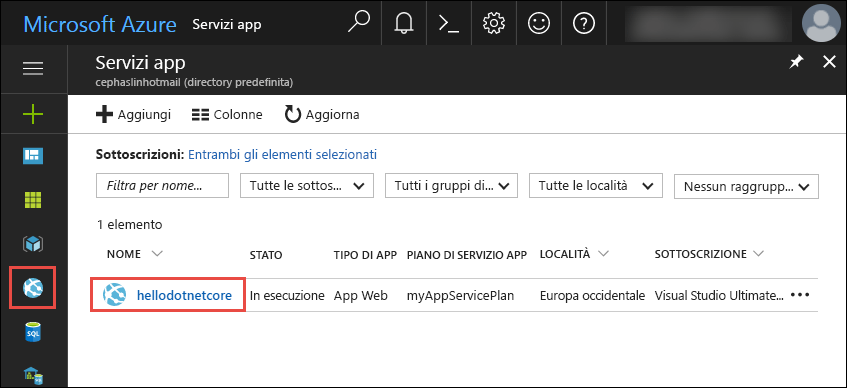 Microsoft Azure Servizi app
Servizi app
cephaslinhotmail (directory predefinita)
Aggiungi Colonne Aggiorna
Sottoscrizioni: Entrambi gli elementi selezionati
Filtra per nome... Tutte le sottos... Tutti i gruppi di... Tutte le località Nessun raggrupp...
1 elemento
NOME STATO TIPO DI APP PIANO DI SERVIZIO APP LOCALITÀ SOTTOSCRIZIONE
hellodotnetcore In esecuzione App Web myAppServicePlan Europa occidentale Visual Studio Ultimate...
SQL